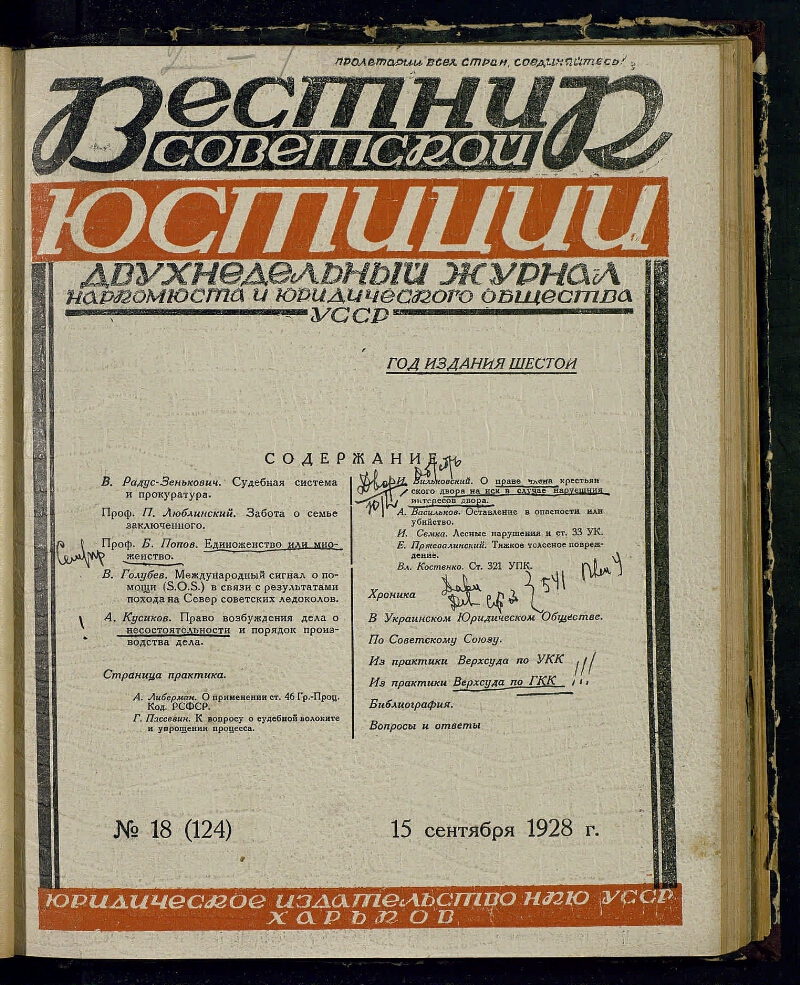 пролетарии всех стран, соединяйтесь!
Вестник
советской
юстиции
двухнедельный журнал
наркомюста и юридического общества
УССР
ГОД ИЗДАНИЯ ШЕСТОЙ
СОДЕРЖАНИЕ
В. Радус-Зенькович. Судебная система
и прокуратура.
Проф. П. Люблинский. Забота о семье
заключенного.
Проф. Б. Попов. Единоженство или мно-
женство.
В. Голубев. Международный сигнал о по-
мощи (S.O.S.) в связи с результатами
похода на Север советских ледоколов.
А. Кусиков. Право возбуждения дела о
несостоятельности и порядок произ-
водства дела.
Страница практика.
А. Либерман. О применении ст. 46 Гр.-Проц.
Код. РСФСР.
Г. Пассевин. К вопросу о судебной волоките
и упрощении процесса.
Вильковский. О праве члена крестьян
ского двора на иск в случае нарушения
интересов двора.
А. Васильков. Оставление в опасности или
убийство.
И. Семка. Лесные нарушения и ст. 33 УК.
Е. Пржевалинский. Тяжкое телесное повреж-
дение.
Вл. Костенко. Ст. 321 УПК.
Хроника
541
В Украинском Юридическом Обществе.
По Советскому Союзу.
Из практики Верхсуда по УКК
Из практики Верхсуда по ГКК !!!
Библиография.
Вопросы и ответы
№ 18 (124)
15 сентября 1928 г.
юридическое издательство нкю УССР
Харьков